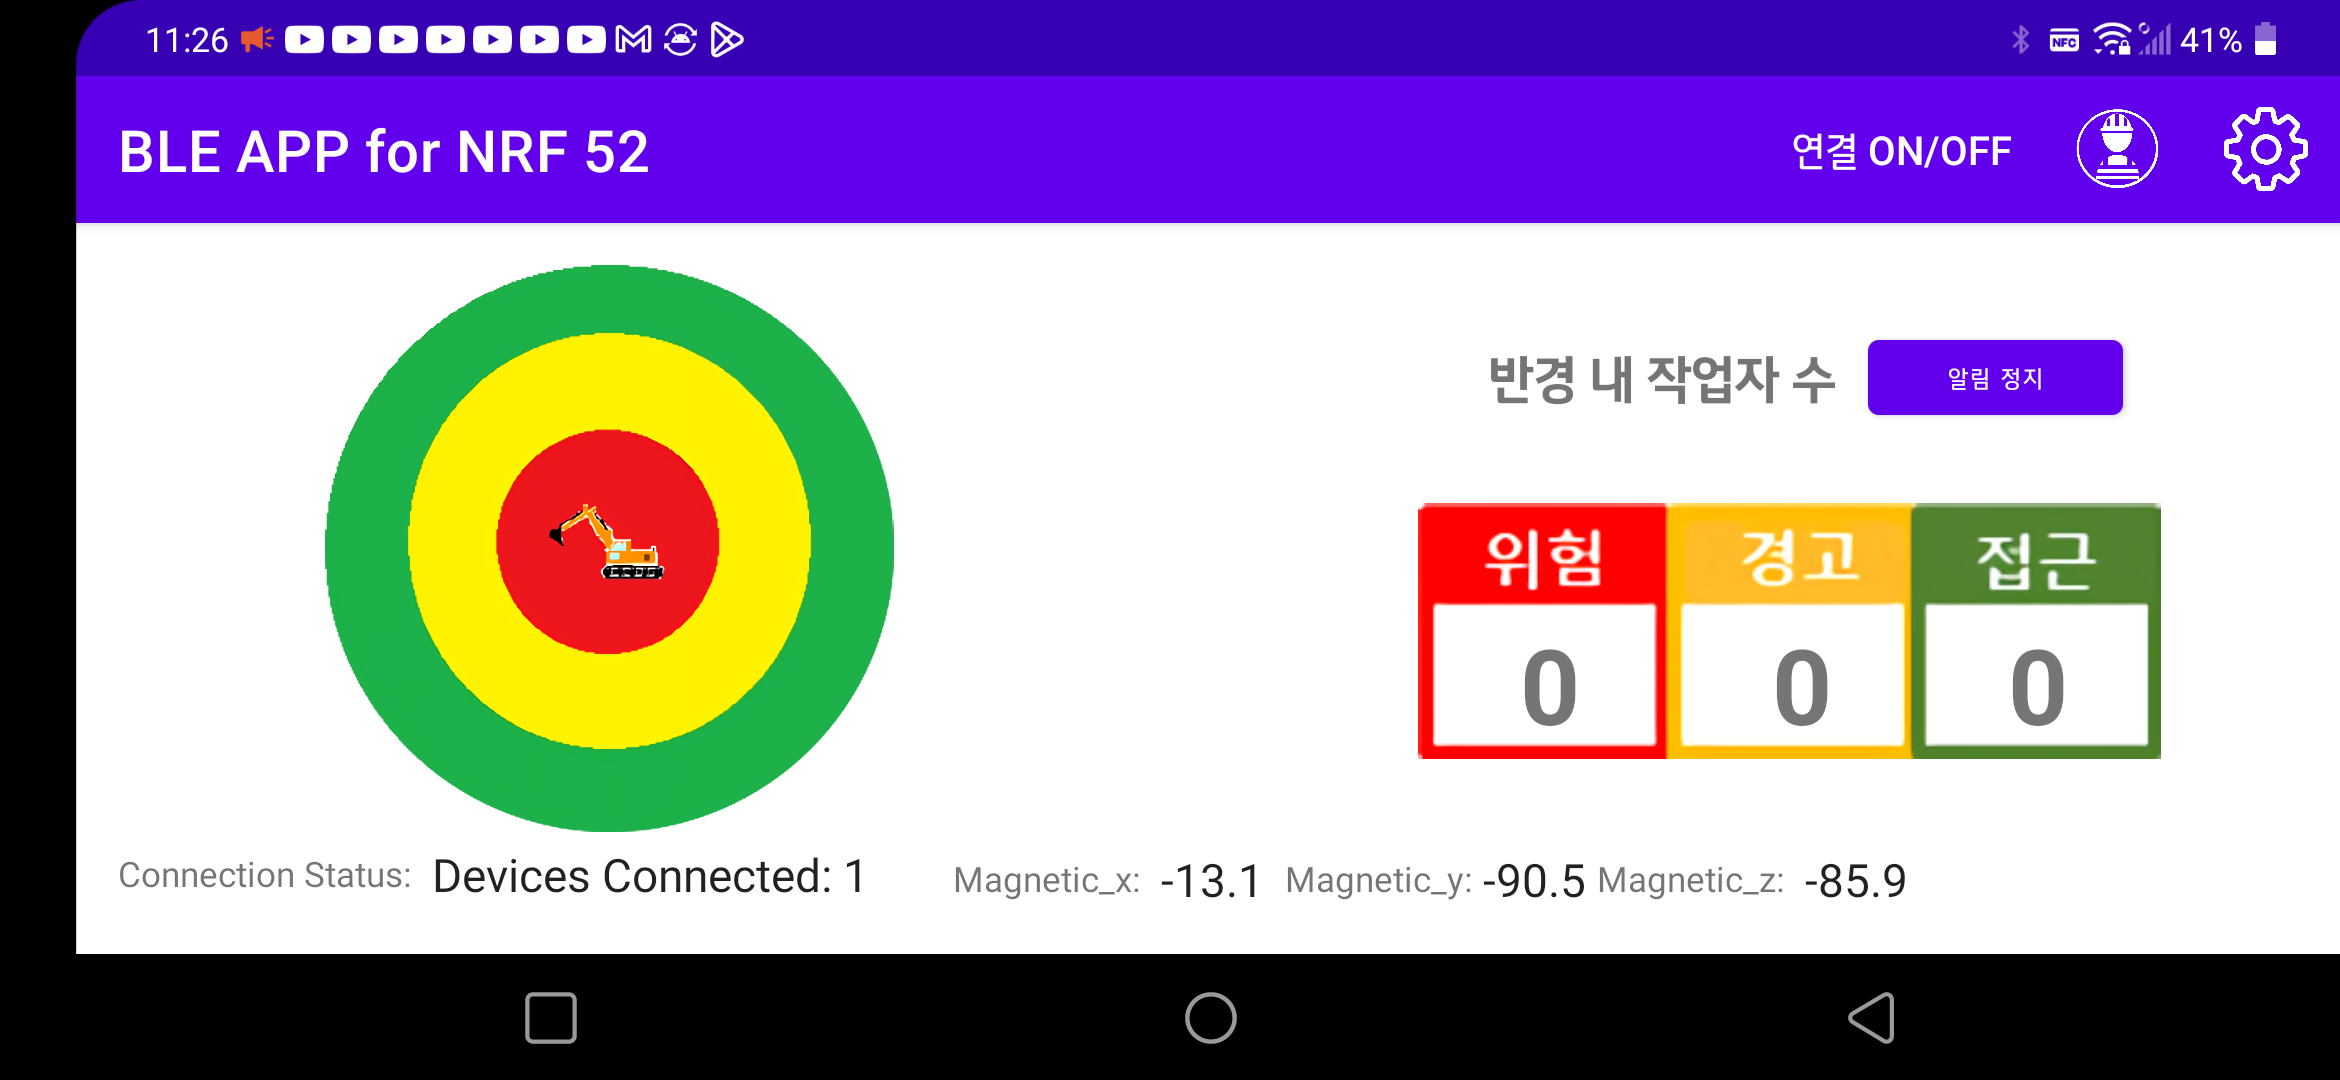 11:26 NFC 41%
BLE APP for NRF 52 연결 ON/OFF
반경 내 작업자 수 알림 정지
위험 경고 접근
0 0 0
Connection Status: Devices Connected: 1 Magnetic_x: -13.1 Magnetic_y: -90.5 Magnetic_z: -85.9